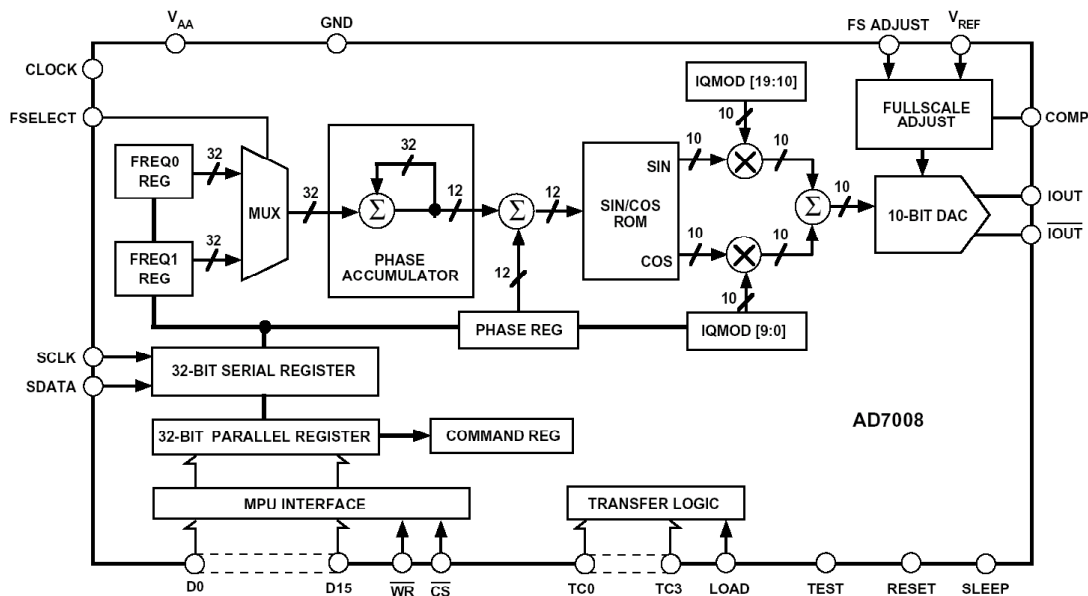 VAA
GND
FS ADJUST
VREF
CLOCK
FSELECT
IQMOD [19:10]
FULLSCALE
ADJUST
COMP
10
10
10
32
32
12
12
10
FREQ0
REG
32
MUX
Σ
SIN
SIN/COS
ROM
COS
Σ
Σ
10-BIT DAC
IOUT
IOUT
FREQ1
REG
32
PHASE
ACCUMULATOR
12
10
10
10
PHASE REG
IQMOD [9:0]
SCLK
SDATA
32-BIT SERIAL REGISTER
32-BIT PARALLEL REGISTER
COMMAND REG
AD7008
MPU INTERFACE
TRANSFER LOGIC
D0
D15
WR
CS
TC0
TC3
LOAD
TEST
RESET
SLEEP